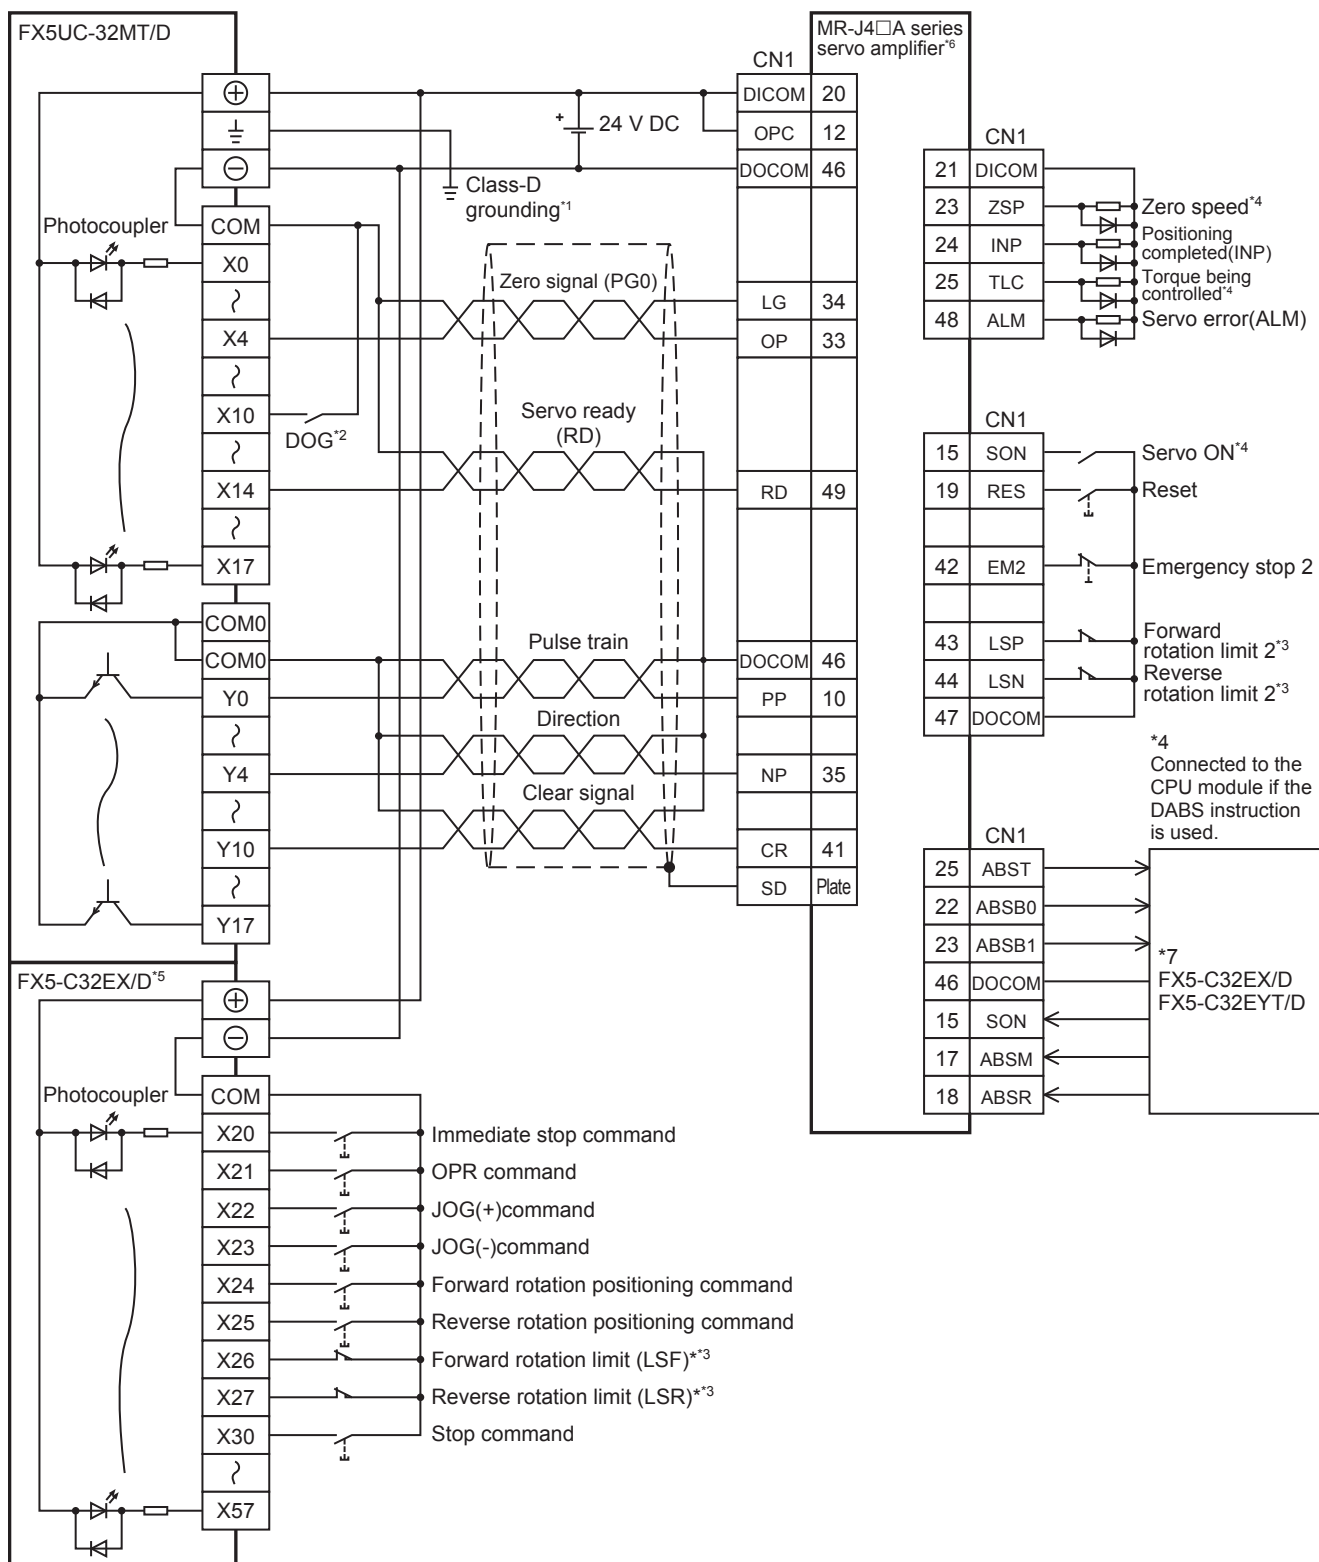 FX5UC-32MT/D
MR-J4□A series
servo amplifier*6
CN1
DICOM 20
24 V DC
OPC 12
DOCOM 46
Class-D
grounding*1
Photocoupler
COM
X0
Zero signal (PG0)
LG 34
X4
OP 33
X10
DOG*2
Servo ready
(RD)
X14
RD 49
X17
COM0
COM0
Pulse train
DOCOM 46
Y0
PP 10
Direction
Y4
NP 35
Clear signal
Y10
CR 41
SD Plate
Y17
CN1
21 DICOM
23 ZSP Zero speed*4
24 INP Positioning
completed(INP)
25 TLC Torque being
controlled*4
48 ALM Servo error(ALM)
CN1
15 SON Servo ON*4
19 RES Reset
42 EM2 Emergency stop 2
43 LSP Forward
rotation limit 2*3
44 LSN Reverse
rotation limit 2*3
47 DOCOM
*4
Connected to the
CPU module if the
DABS instruction
is used.
CN1
25 ABST
22 ABSB0
23 ABSB1
46 DOCOM
15 SON
17 ABSM
18 ABSR
*7
FX5-C32EX/D
FX5-C32EYT/D
FX5-C32EX/D*5
Photocoupler
COM
X20 Immediate stop command
X21 OPR command
X22 JOG(+)command
X23 JOG(-)command
X24 Forward rotation positioning command
X25 Reverse rotation positioning command
X26 Forward rotation limit (LSF)**3
X27 Reverse rotation limit (LSR)**3
X30 Stop command
X57